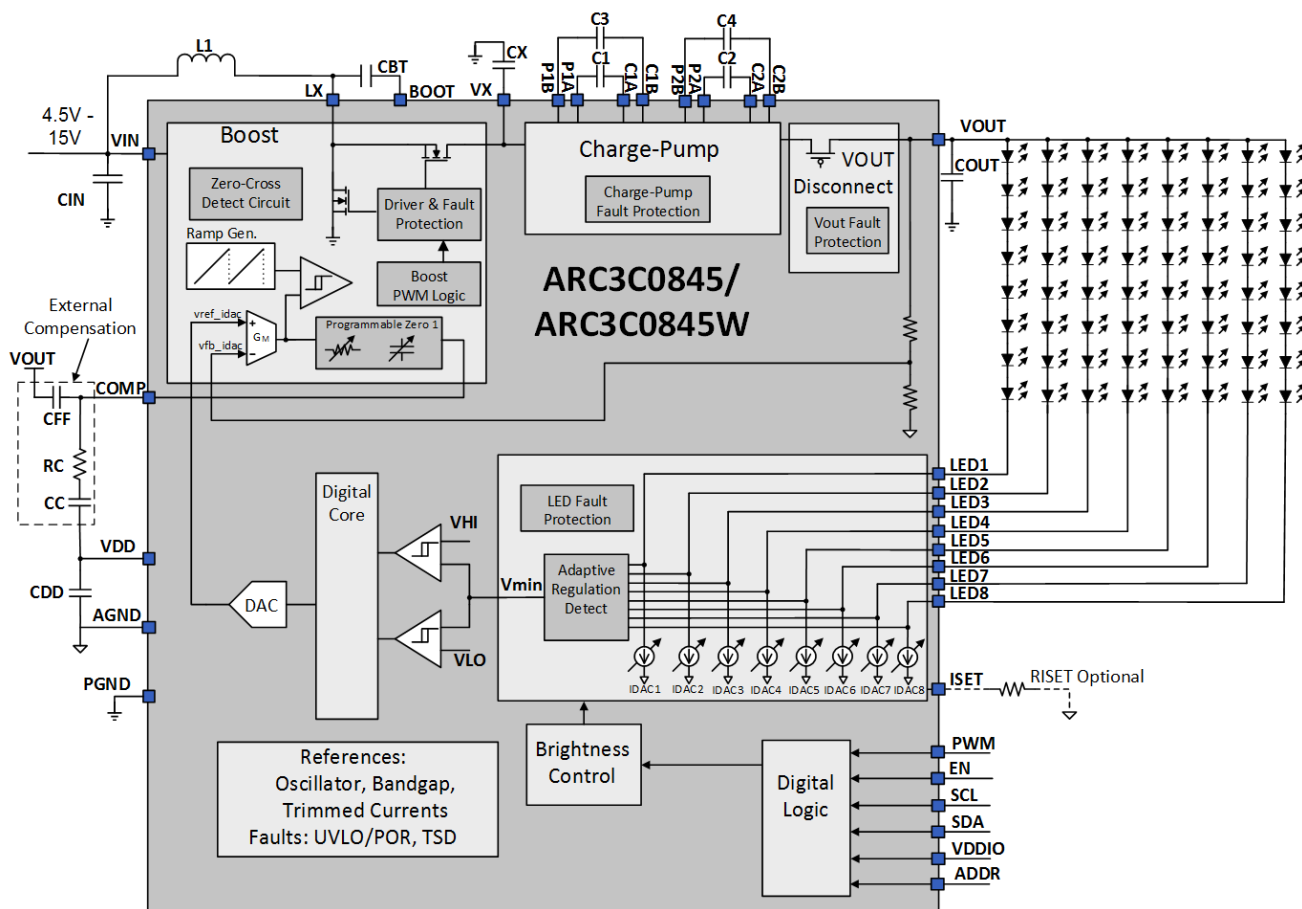 C3
C4
L1
CX
C1
C2
CBT
P1B
P1A
C1A
C1B
P2B
P2A
C2A
C2B
LX
BOOT
VX
4.5V -
15V
VIN
VOUT
Boost
Charge-Pump
VOUT
Disconnect
COUT
CIN
Zero-Cross
Detect Circuit
Driver & Fault
Protection
Charge-Pump
Fault Protection
Vout Fault
Protection
Ramp Gen.
Boost
PWM Logic
ARC3C0845/
ARC3C0845W
External
Compensation
vref_idac
+
GM
vfb_idac
−
Programmable Zero 1
VOUT
COMP
CFF
RC
CC
VDD
CDD
AGND
PGND
Digital
Core
DAC
VHI
VLO
Vmin
LED Fault
Protection
Adaptive
Regulation
Detect
IDAC1
IDAC2
IDAC3
IDAC4
IDAC5
IDAC6
IDAC7
IDAC8
LED1
LED2
LED3
LED4
LED5
LED6
LED7
LED8
ISET
RISET Optional
References:
Oscillator, Bandgap,
Trimmed Currents
Faults: UVLO/POR, TSD
Brightness
Control
Digital
Logic
PWM
EN
SCL
SDA
VDDIO
ADDR